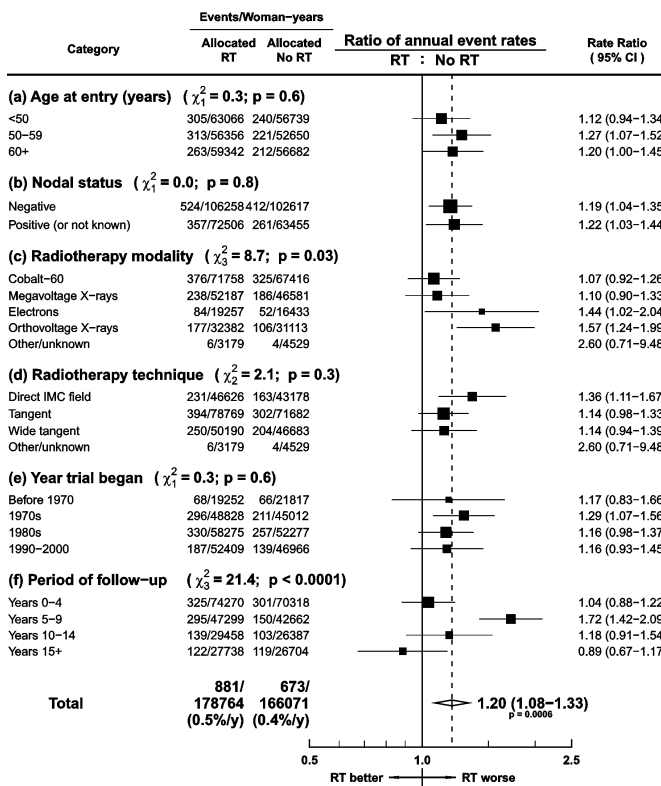 Events/Woman−years
Category Allocated Allocated Ratio of annual event rates Rate Ratio
RT No RT RT : No RT ( 95% CI )
(a) Age at entry (years) ( χ²₁ = 0.3; p = 0.6)
<50 305/63066 240/56739 1.12 (0.94−1.34
50−59 313/56356 221/52650 1.27 (1.07−1.52
60+ 263/59342 212/56682 1.20 (1.00−1.45
(b) Nodal status ( χ²₁ = 0.0; p = 0.8)
Negative 524/106258 412/102617 1.19 (1.04−1.35
Positive (or not known) 357/72506 261/63455 1.22 (1.03−1.44
(c) Radiotherapy modality ( χ²₃ = 8.7; p = 0.03)
Cobalt−60 376/71758 325/67416 1.07 (0.92−1.26
Megavoltage X−rays 238/52187 186/46581 1.10 (0.90−1.33
Electrons 84/19257 52/16433 1.44 (1.02−2.04
Orthovoltage X−rays 177/32382 106/31113 1.57 (1.24−1.99
Other/unknown 6/3179 4/4529 2.60 (0.71−9.48
(d) Radiotherapy technique ( χ²₂ = 2.1; p = 0.3)
Direct IMC field 231/46626 163/43178 1.36 (1.11−1.67
Tangent 394/78769 302/71682 1.14 (0.98−1.33
Wide tangent 250/50190 204/46683 1.14 (0.94−1.39
Other/unknown 6/3179 4/4529 2.60 (0.71−9.48
(e) Year trial began ( χ²₁ = 0.3; p = 0.6)
Before 1970 68/19252 66/21817 1.17 (0.83−1.66
1970s 296/48828 211/45012 1.29 (1.07−1.56
1980s 330/58275 257/52277 1.16 (0.98−1.37
1990−2000 187/52409 139/46966 1.16 (0.93−1.45
(f) Period of follow−up ( χ²₃ = 21.4; p < 0.0001)
Years 0−4 325/74270 301/70318 1.04 (0.88−1.22
Years 5−9 295/47299 150/42662 1.72 (1.42−2.09
Years 10−14 139/29458 103/26387 1.18 (0.91−1.54
Years 15+ 122/27738 119/26704 0.89 (0.67−1.17
881/ 673/
Total 178764 166071 1.20 (1.08−1.33)
(0.5%/y) (0.4%/y) p = 0.0006
0.5 1.0 2.5
RT better RT worse